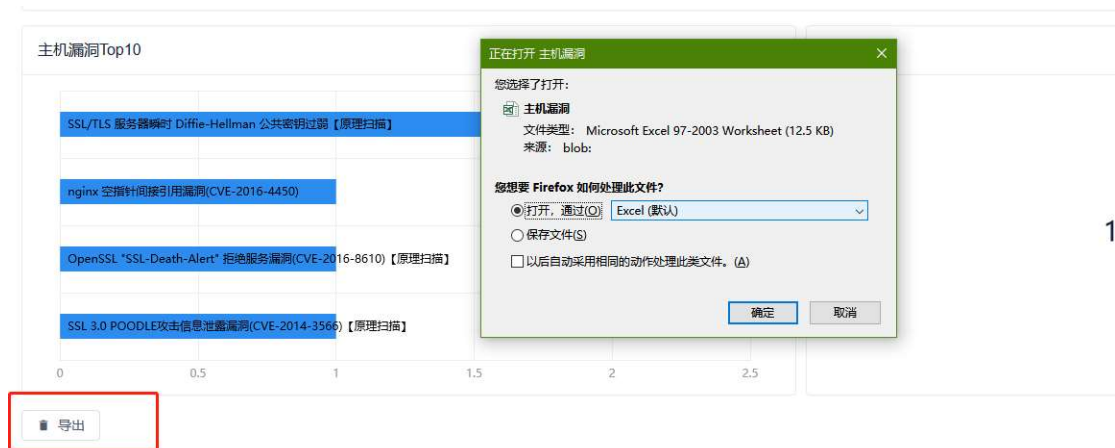 主机漏洞Top10
SSL/TLS 服务器瞬时 Diffie-Hellman 公共密钥过弱【原理扫描】
nginx 空指针间接引用漏洞(CVE-2016-4450)
OpenSSL "SSL-Death-Alert" 拒绝服务漏洞(CVE-2016-8610)【原理扫描】
SSL 3.0 POODLE攻击信息泄露漏洞(CVE-2014-3566)【原理扫描】
0 0.5 1 1.5 2 2.5
正在打开 主机漏洞
您选择了打开:
主机漏洞
文件类型: Microsoft Excel 97-2003 Worksheet (12.5 KB)
来源: blob:
您想要 Firefox 如何处理此文件?
打开,通过(O) Excel (默认)
保存文件(S)
以后自动采用相同的动作处理此类文件。(A)
确定 取消
1
导出